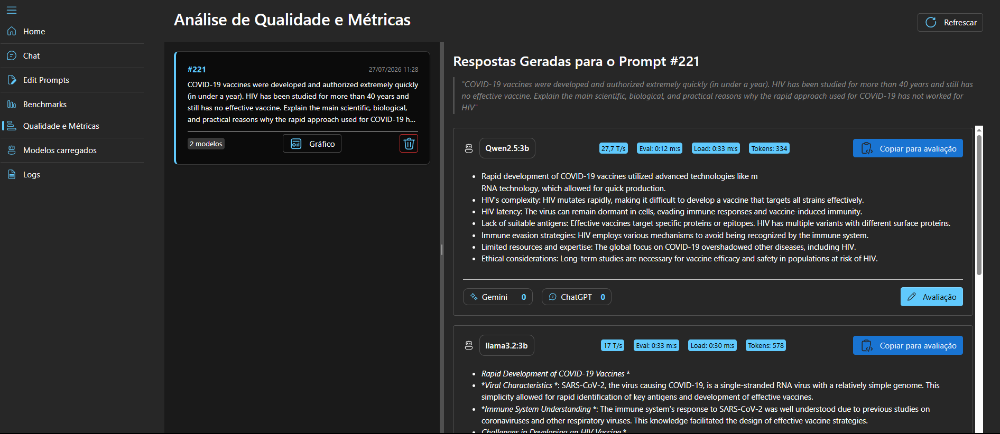 Home
Chat
Edit Prompts
Benchmarks
Qualidade e Métricas
Modelos carregados
Logs
Análise de Qualidade e Métricas
Refrescar
#221
27/07/2026 11:28
COVID-19 vaccines were developed and authorized extremely quickly
(in under a year). HIV has been studied for more than 40 years and
still has no effective vaccine. Explain the main scientific, biological,
and practical reasons why the rapid approach used for COVID-19 h...
2 modelos
Gráfico
Respostas Geradas para o Prompt #221
"COVID-19 vaccines were developed and authorized extremely quickly (in under a year). HIV has been studied for more than 40 years and still has
no effective vaccine. Explain the main scientific, biological, and practical reasons why the rapid approach used for COVID-19 has not worked for
HIV"
Qwen2.5:3b
27,7 T/s
Eval: 0:12 m:s
Load: 0:33 m:s
Tokens: 334
Copiar para avaliação
• Rapid development of COVID-19 vaccines utilized advanced technologies like m
RNA technology, which allowed for quick production.
• HIV's complexity: HIV mutates rapidly, making it difficult to develop a vaccine that targets all strains effectively.
• HIV latency: The virus can remain dormant in cells, evading immune responses and vaccine-induced immunity.
• Lack of suitable antigens: Effective vaccines target specific proteins or epitopes. HIV has multiple variants with different surface proteins.
• Immune evasion strategies: HIV employs various mechanisms to avoid being recognized by the immune system.
• Limited resources and expertise: The global focus on COVID-19 overshadowed other diseases, including HIV.
• Ethical considerations: Long-term studies are necessary for vaccine efficacy and safety in populations at risk of HIV.
Gemini 0
ChatGPT 0
Avaliação
llama3.2:3b
17 T/s
Eval: 0:33 m:s
Load: 0:30 m:s
Tokens: 578
Copiar para avaliação
• Rapid Development of COVID-19 Vaccines *
• *Viral Characteristics *: SARS-CoV-2, the virus causing COVID-19, is a single-stranded RNA virus with a relatively simple genome. This
simplicity allowed for rapid identification of key antigens and development of effective vaccines.
• *Immune System Understanding *: The immune system's response to SARS-CoV-2 was well understood due to previous studies on
coronaviruses and other respiratory viruses. This knowledge facilitated the design of effective vaccine strategies.
• Challenges in Developing an HIV Vaccine *